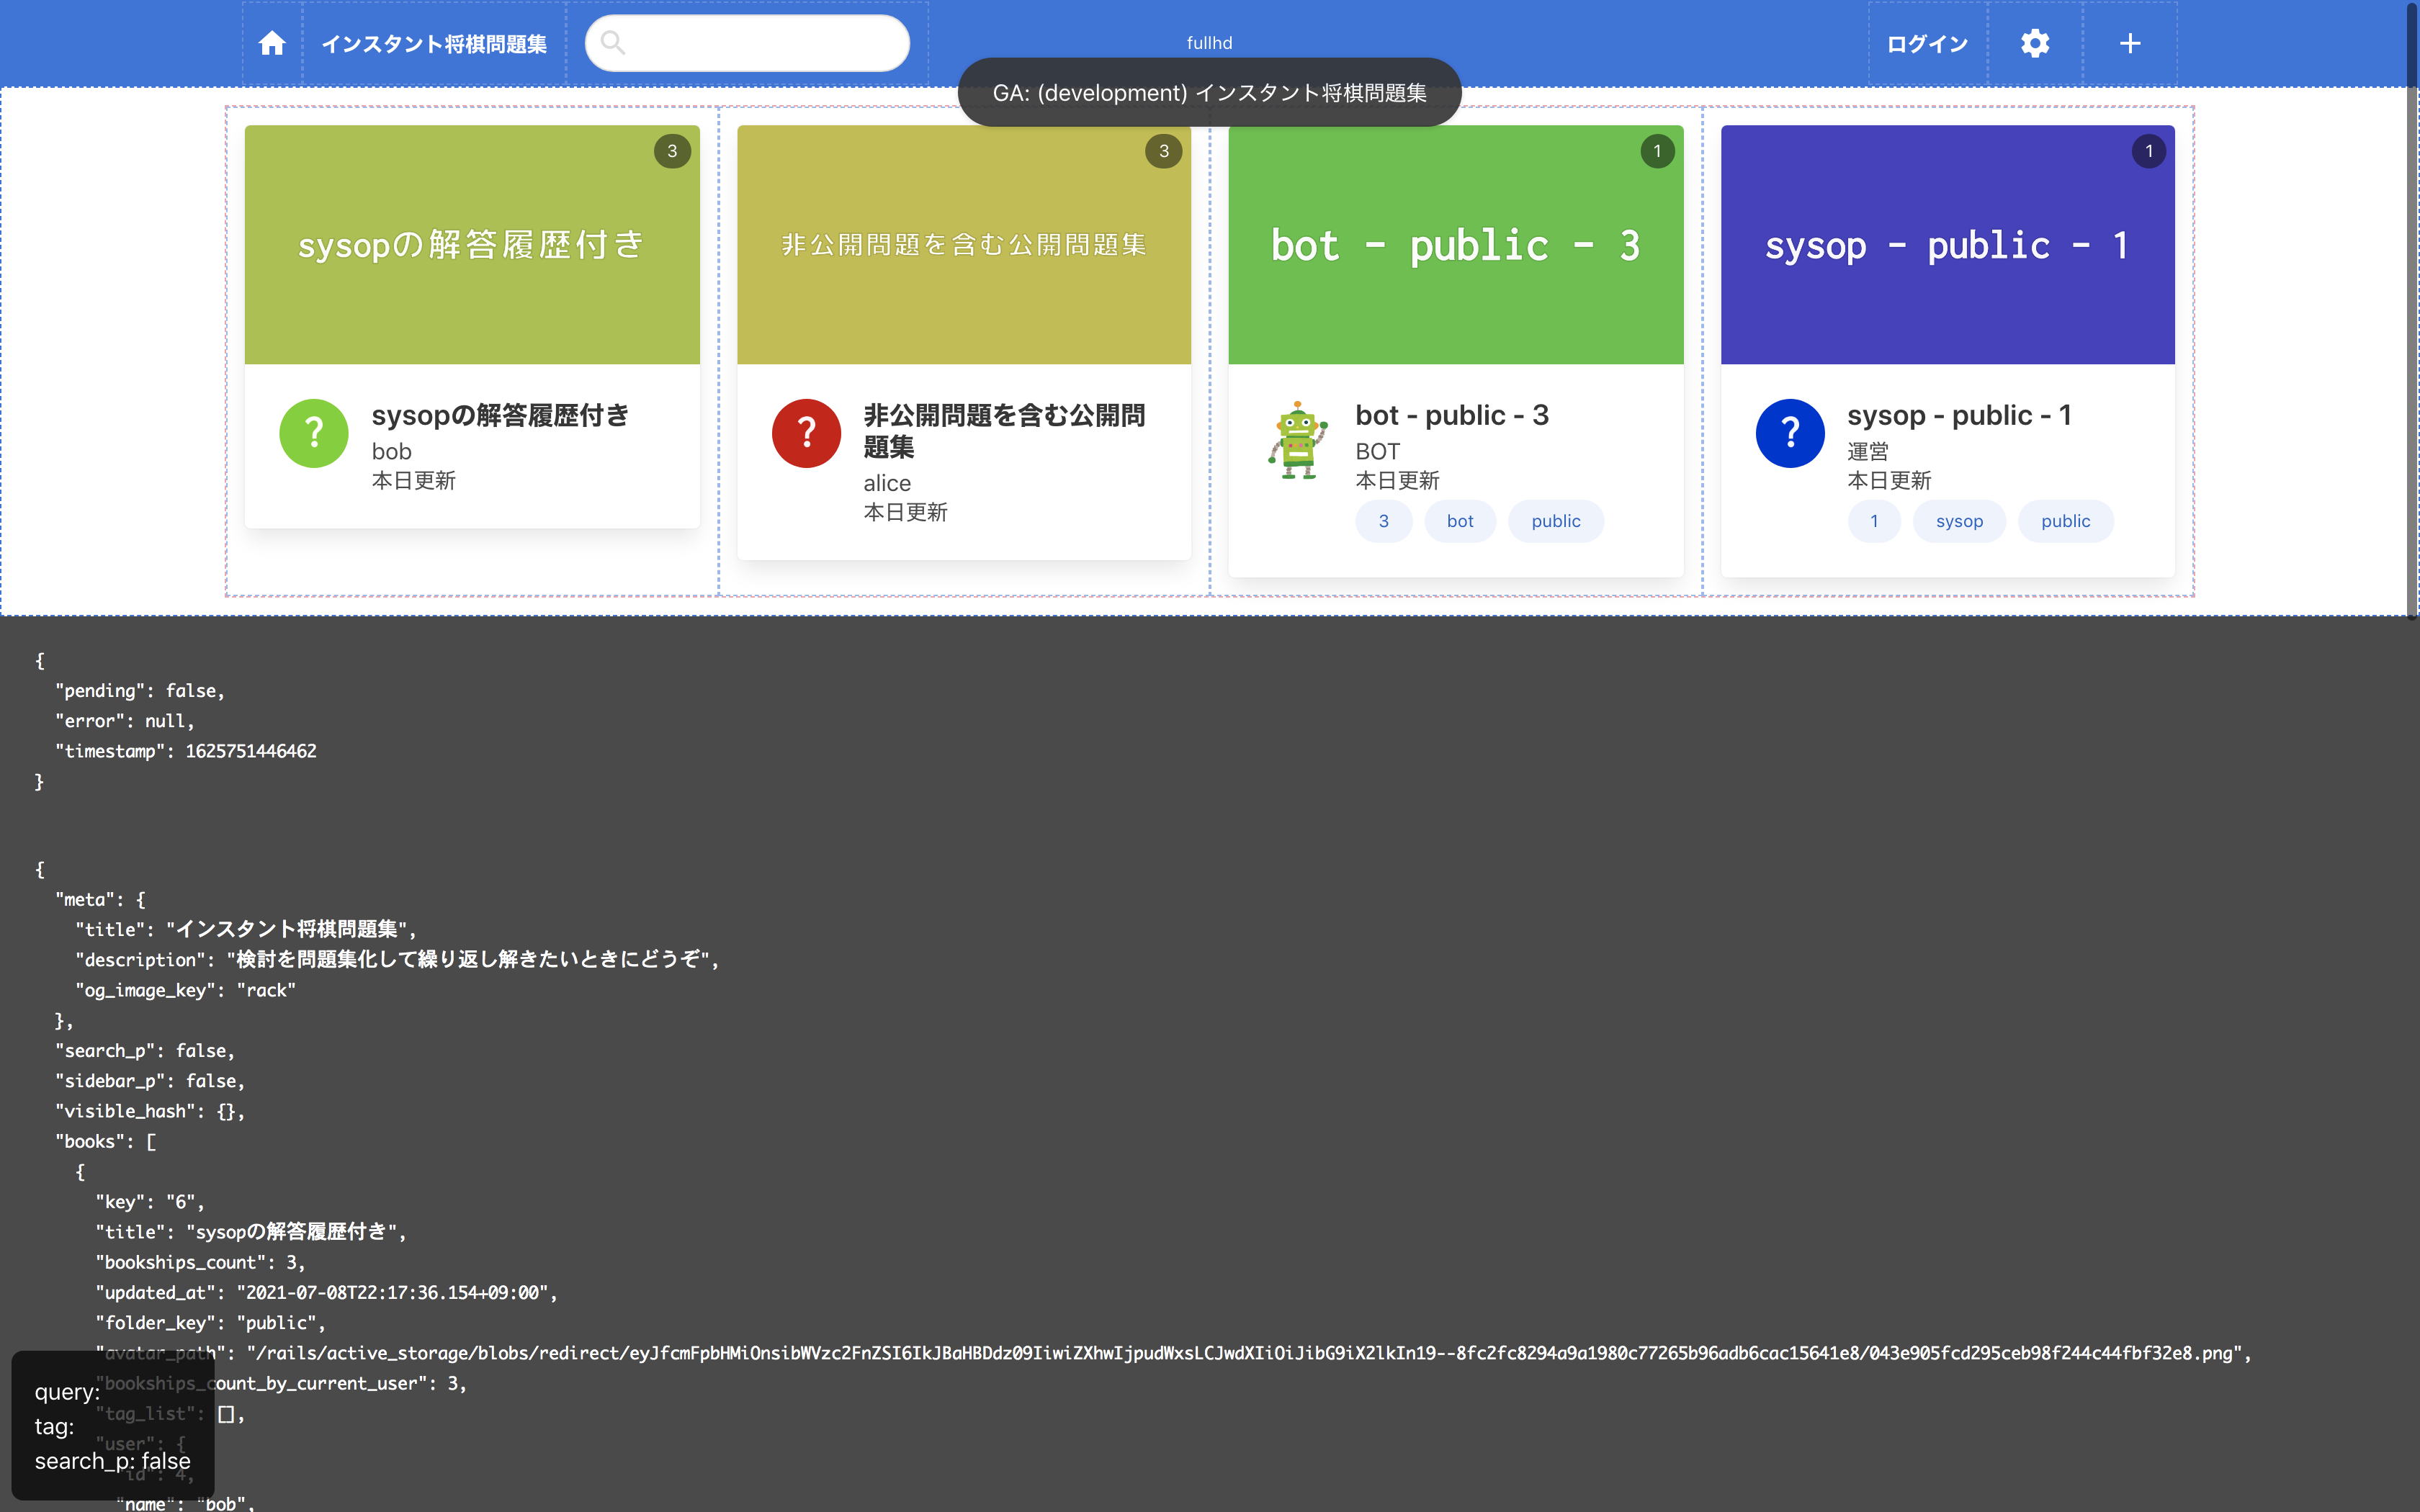 インスタント将棋問題集
fullhd
ログイン
GA: (development) インスタント将棋問題集
3
sysopの解答履歴付き
?
sysopの解答履歴付き
bob
本日更新
3
非公開問題を含む公開問題集
?
非公開問題を含む公開問
題集
alice
本日更新
1
bot - public - 3
bot - public - 3
BOT
本日更新
3 bot public
1
sysop - public - 1
?
sysop - public - 1
運営
本日更新
1 sysop public
{
"pending": false,
"error": null,
"timestamp": 1625751446462
}
{
"meta": {
"title": "インスタント将棋問題集",
"description": "検討を問題集化して繰り返し解きたいときにどうぞ",
"og_image_key": "rack"
},
"search_p": false,
"sidebar_p": false,
"visible_hash": {},
"books": [
{
"key": "6",
"title": "sysopの解答履歴付き",
"bookships_count": 3,
"updated_at": "2021-07-08T22:17:36.154+09:00",
"folder_key": "public",
"avatar_path": "/rails/active_storage/blobs/redirect/eyJfcmFpbHMiOnsibWVzc2FnZSI6IkJBaHBDdz09IiwiZXhwIjpudWxsLCJwdXIiOiJibG9iX2lkIn19--8fc2fc8294a9a1980c77265b96adb6cac15641e8/043e905fcd295ceb98f244c44fbf32e8.png",
"bookships_count_by_current_user": 3,
"tag_list": [],
"user": {
"id": 4,
"name": "bob",
query:
tag:
search_p: false